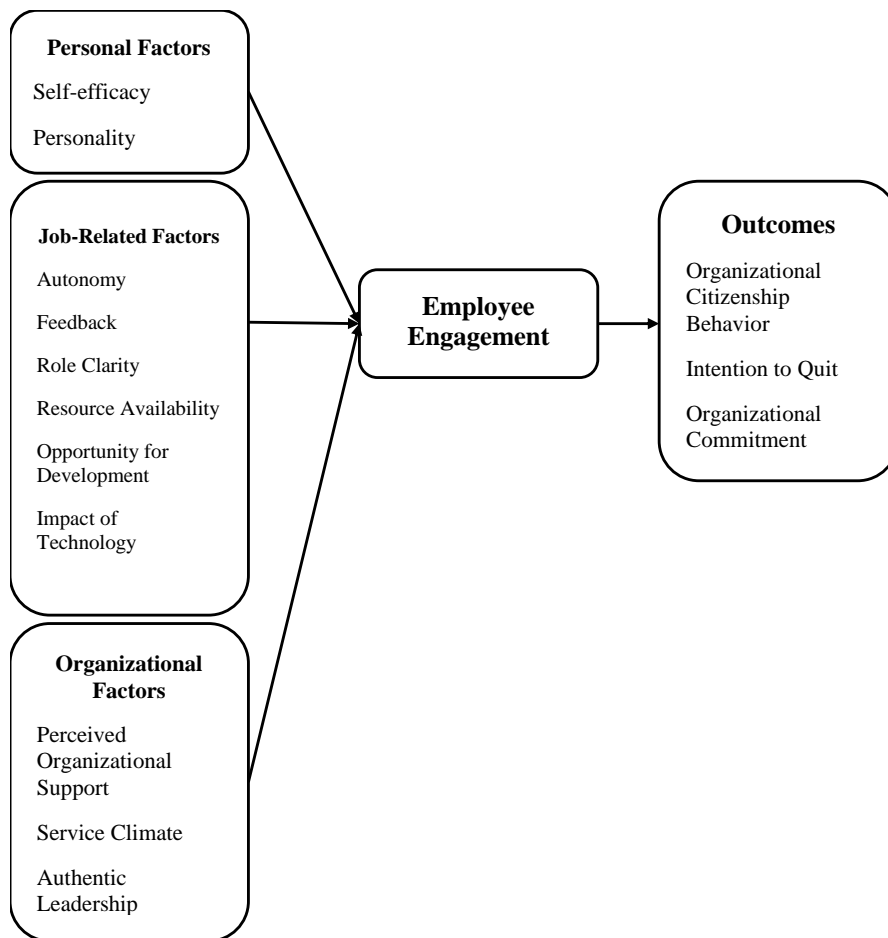 Personal Factors
Self-efficacy
Personality
Job-Related Factors
Autonomy
Feedback
Role Clarity
Resource Availability
Opportunity for
Development
Impact of
Technology
Organizational
Factors
Perceived
Organizational
Support
Service Climate
Authentic
Leadership
Employee
Engagement
Outcomes
Organizational
Citizenship
Behavior
Intention to Quit
Organizational
Commitment